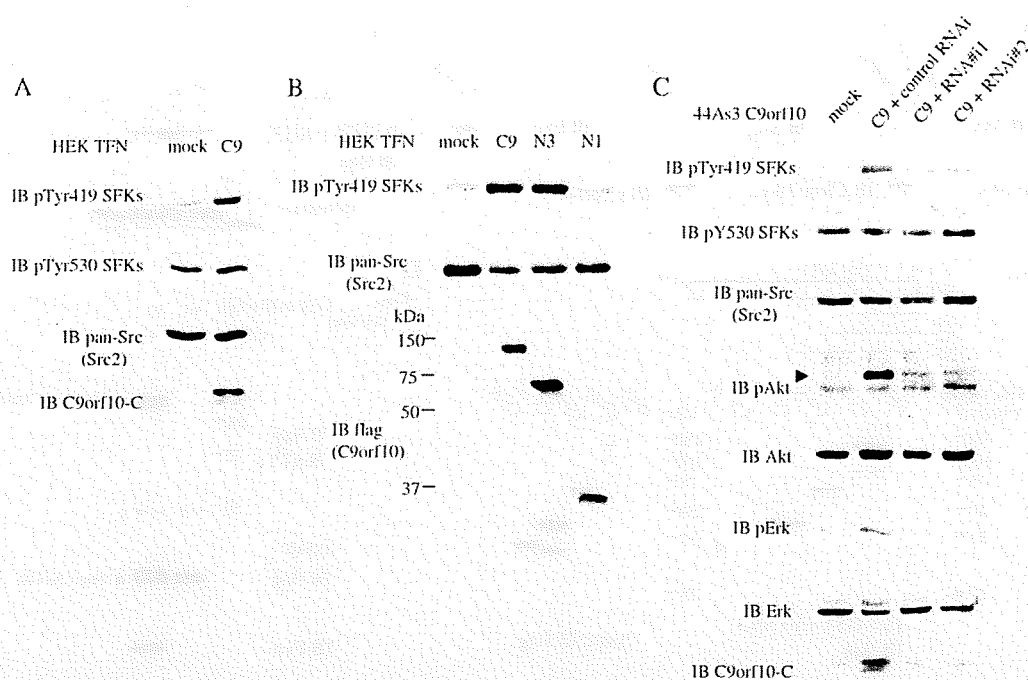 A
HEK TFN mock C9
IB pTyr419 SFKs
IB pTyr530 SFKs
IB pan-Src
(Src2)
IB C9orf10-C
B
HEK TFN mock C9 N3 N1
IB pTyr419 SFKs
IB pan-Src
(Src2)
kDa
150
75
50
37
IB flag
(C9orf10)
C
44As3 C9orf10 mock C9 + control RNAi C9 + RNA#i1 C9 + RNAi#2
IB pTyr419 SFKs
IB pY530 SFKs
IB pan-Src
(Src2)
IB pAkt
IB Akt
IB pErk
IB Erk
IB C9orf10-C